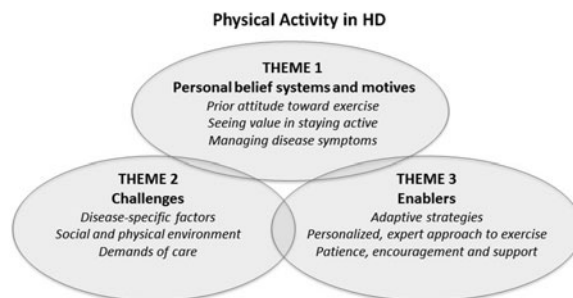 Physical Activity in HD
THEME 1
Personal belief systems and motives
Prior attitude toward exercise
Seeing value in staying active
Managing disease symptoms
THEME 2
Challenges
Disease-specific factors
Social and physical environment
Demands of care
THEME 3
Enablers
Adaptive strategies
Personalized, expert approach to exercise
Patience, encouragement and support